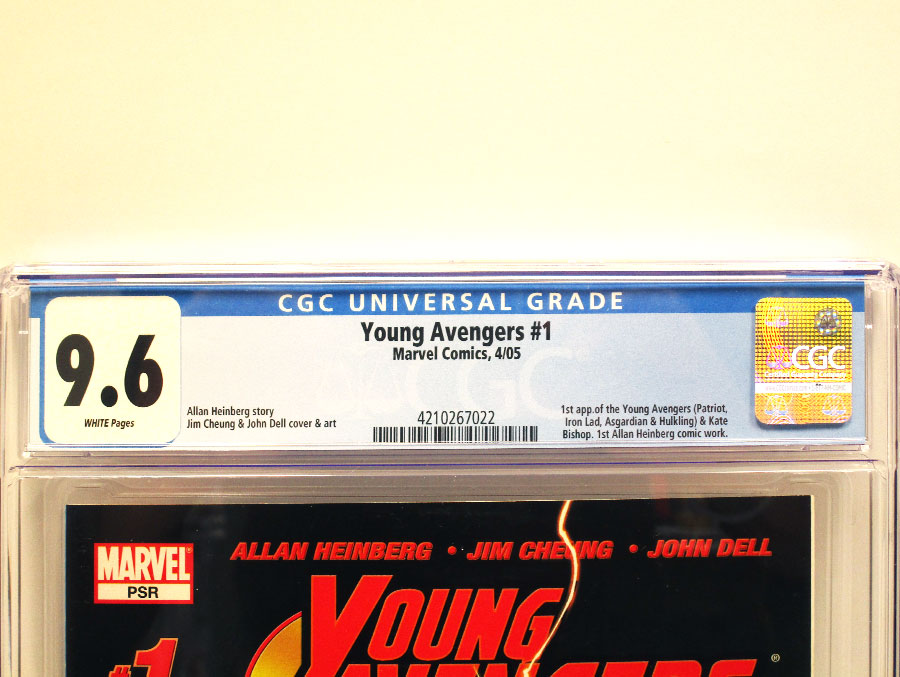 CGC UNIVERSAL GRADE
9.6
WHITE Pages
Young Avengers #1
Marvel Comics, 4/05
Allan Heinberg story
Jim Cheung & John Dell cover & art
4210267022
1st app.of the Young Avengers (Patriot,
Iron Lad, Asgardian & Hulkling) & Kate
Bishop. 1st Allan Heinberg comic work.
CGC
CGC
ALLAN HEINBERG • JIM CHEUNG • JOHN DELL
MARVEL
PSR
#1
YOUNG
AVENGERS ®